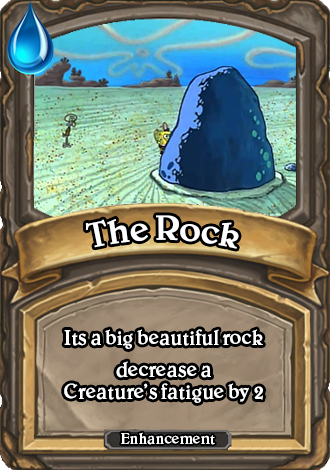 The Rock
Its a big beautiful rock
decrease a
Creature's fatigue by 2
Enhancement